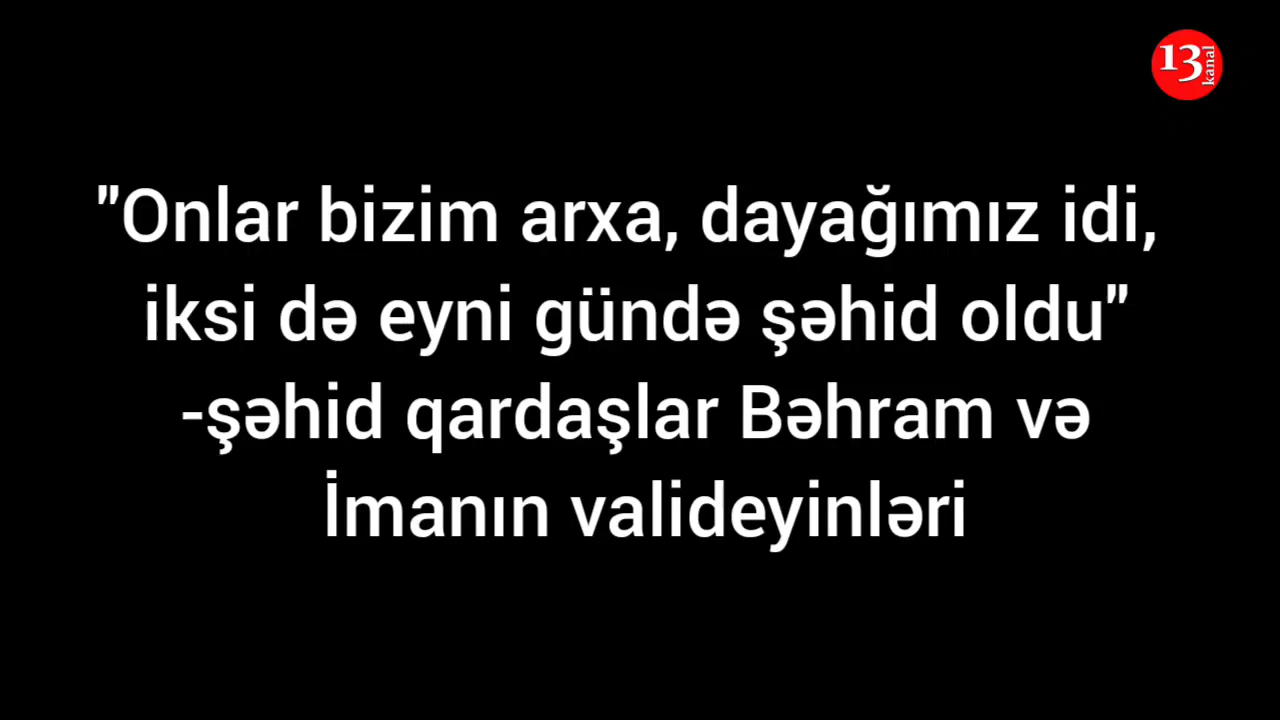 13 kanal
"Onlar bizim arxa, dayağımız idi,
iksi də eyni gündə şəhid oldu"
-şəhid qardaşlar Bəhram və
İmanın valideyinləri